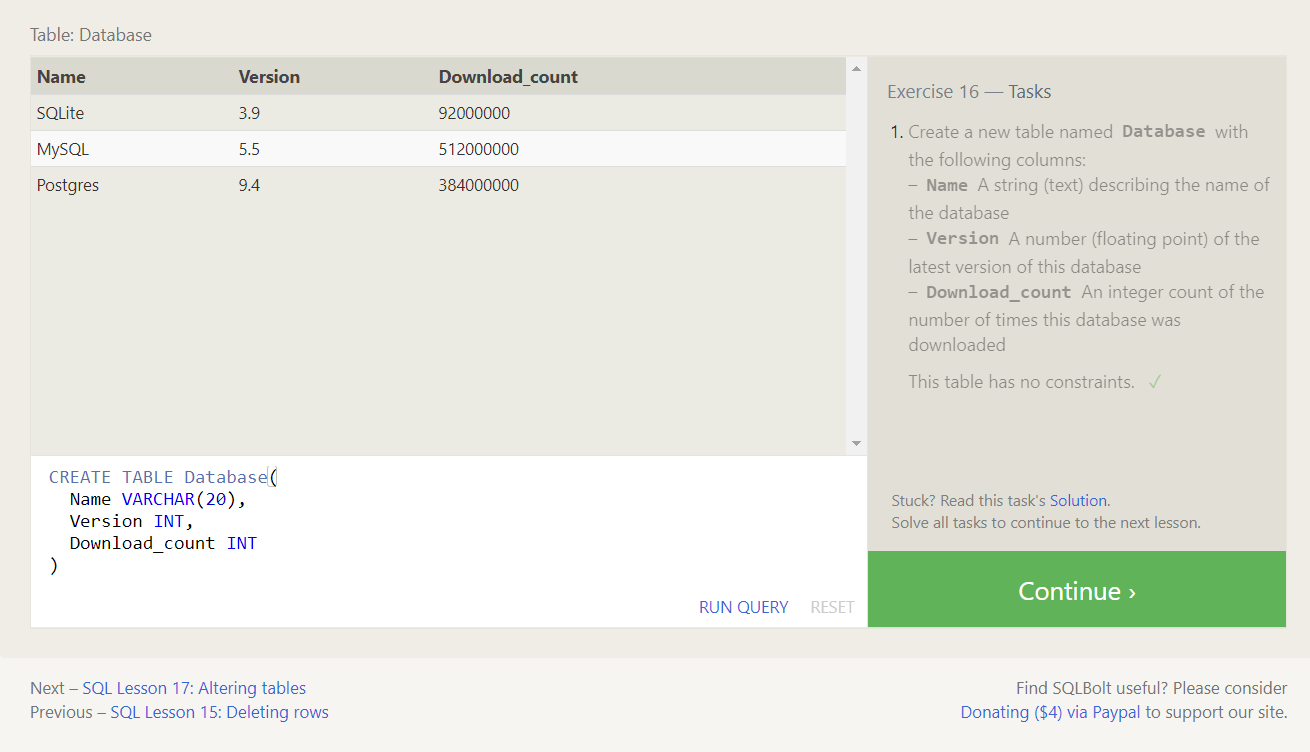 Table: Database
Name Version Download_count
SQLite 3.9 92000000
MySQL 5.5 512000000
Postgres 9.4 384000000
CREATE TABLE Database(
Name VARCHAR(20),
Version INT,
Download_count INT
)
RUN QUERY RESET
Exercise 16 — Tasks
1. Create a new table named Database with
the following columns:
– Name A string (text) describing the name of
the database
– Version A number (floating point) of the
latest version of this database
– Download_count An integer count of the
number of times this database was
downloaded
This table has no constraints. ✓
Stuck? Read this task's Solution.
Solve all tasks to continue to the next lesson.
Continue ›
Next – SQL Lesson 17: Altering tables
Previous – SQL Lesson 15: Deleting rows
Find SQLBolt useful? Please consider
Donating ($4) via Paypal to support our site.